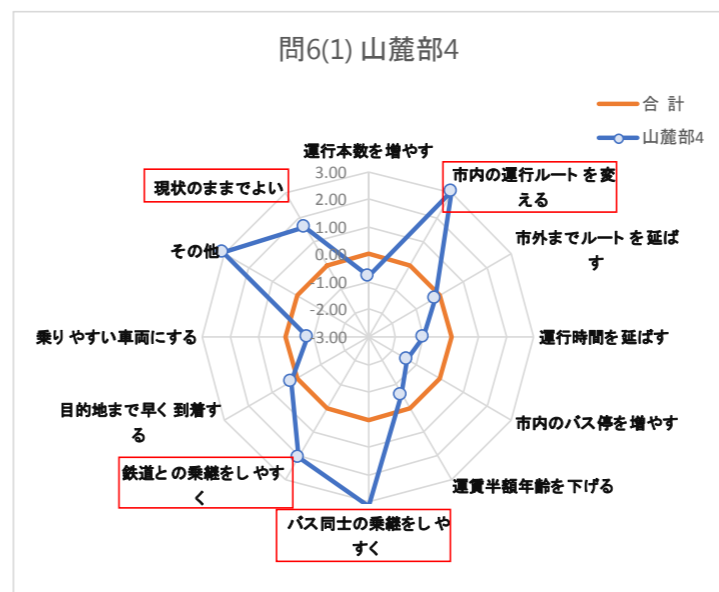 問6(1) 山麓部4
合 計
山麓部4
運行本数を増やす
市内の運行ルートを変
える
市外までルートを延ば
す
運行時間を延ばす
市内のバス停を増やす
運賃半額年齢を下げる
バス同士の乗継をしや
すく
鉄道との乗継をしやす
く
目的地まで早く到着す
る
乗りやすい車両にする
その他
現状のままでよい
3.00
2.00
1.00
0.00
-1.00
-2.00
-3.00